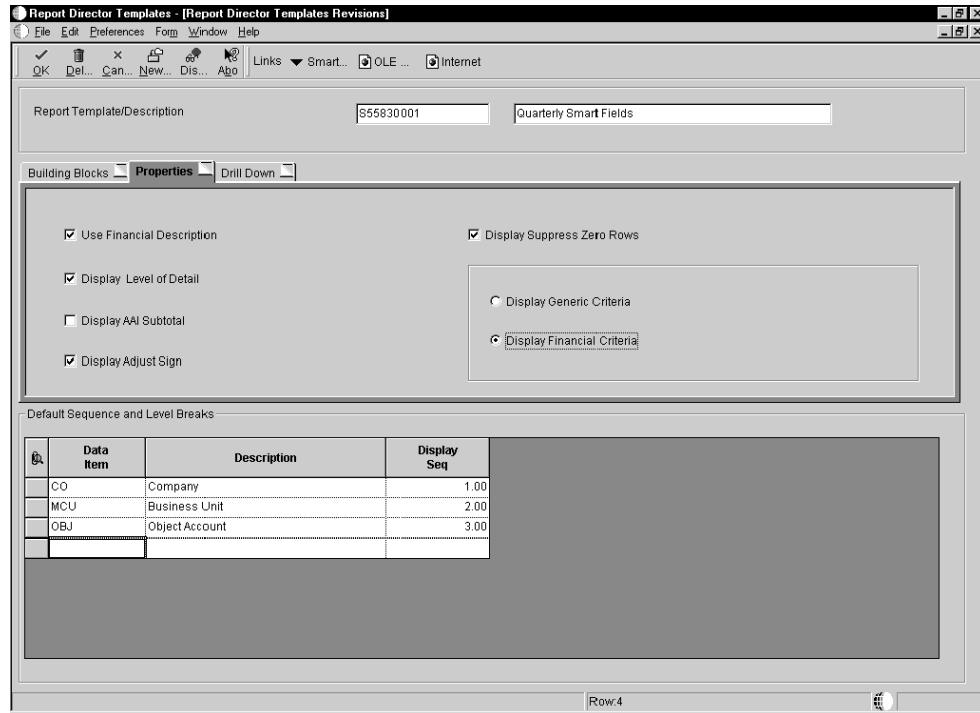 Report Director Templates - [Report Director Templates Revisions]
File Edit Preferences Form Window Help
OK Del... Can... New... Dis... Abo Links Smart... OLE ... Internet
Report Template/Description S55830001 Quarterly Smart Fields
Building Blocks Properties Drill Down
Use Financial Description Display Suppress Zero Rows
Display Level of Detail
Display Generic Criteria
Display AAI Subtotal
Display Financial Criteria
Display Adjust Sign
Default Sequence and Level Breaks
Data Item Description Display Seq
CO Company 1.00
MCU Business Unit 2.00
OBJ Object Account 3.00
Row:4